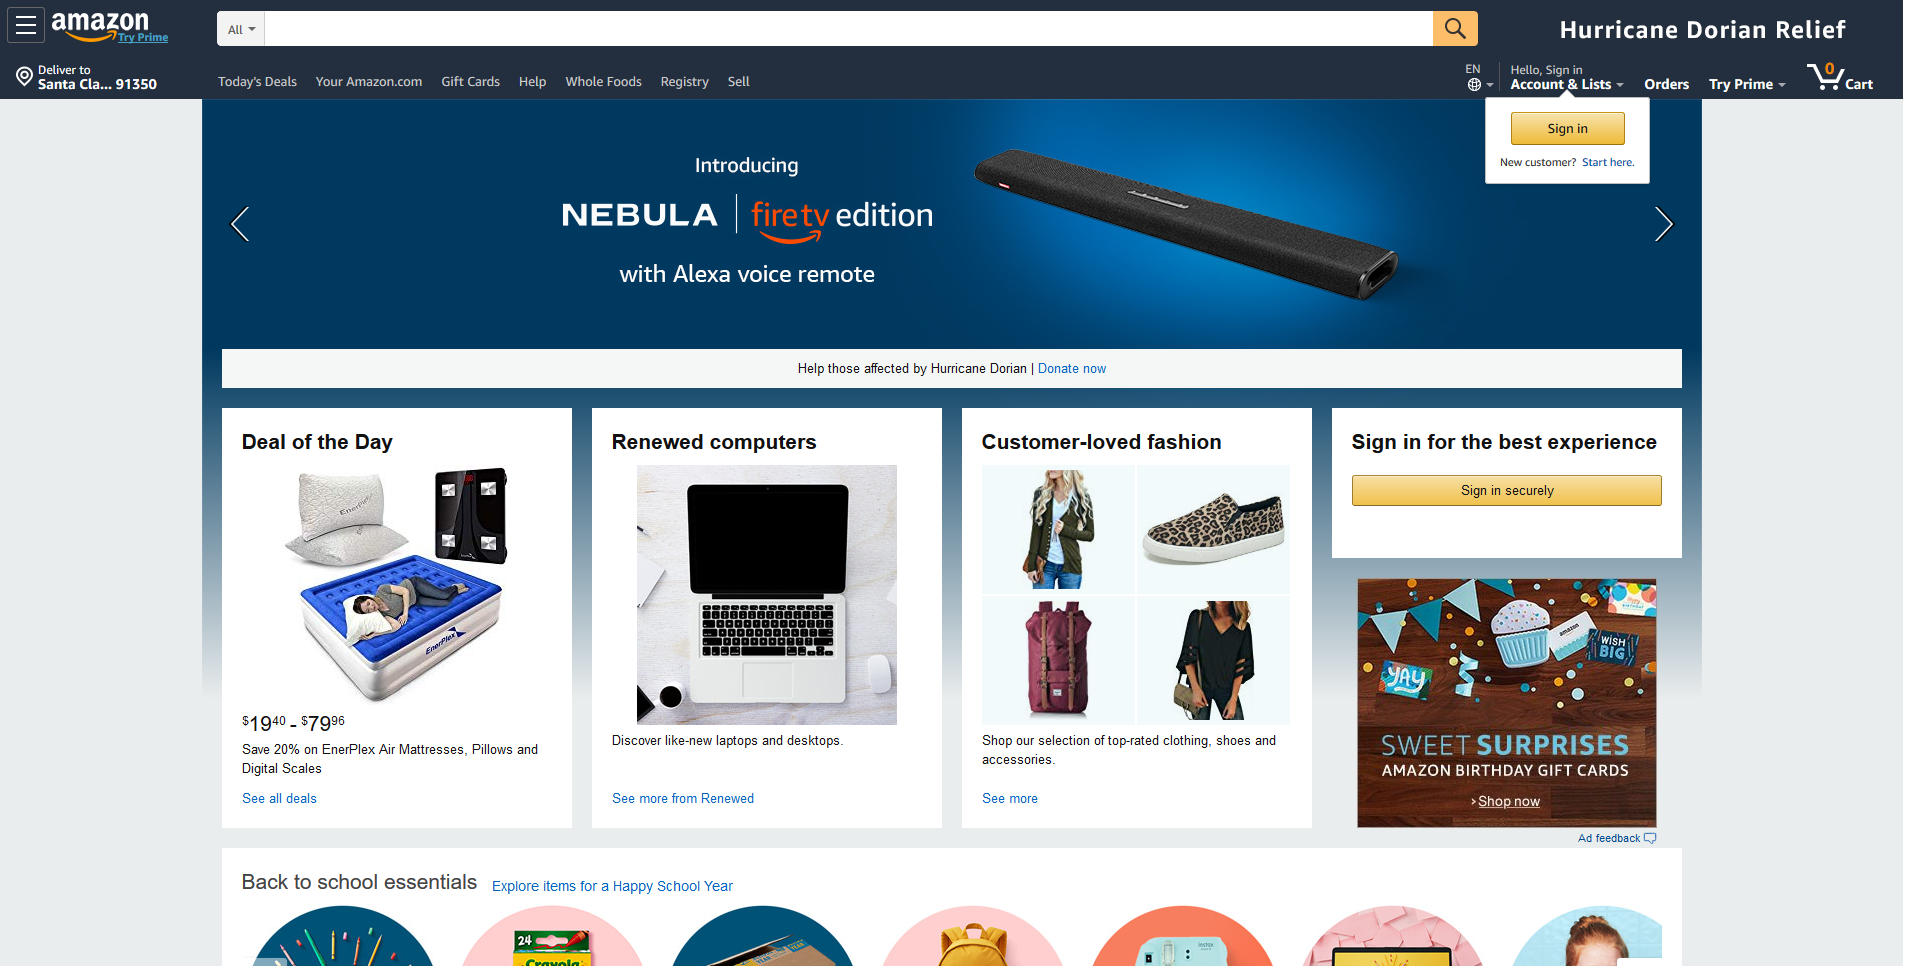 amazon
Try Prime
All
Hurricane Dorian Relief
Deliver to
Santa Cla... 91350
Today's Deals
Your Amazon.com
Gift Cards
Help
Whole Foods
Registry
Sell
EN
Hello, Sign in
Account & Lists
Orders
Try Prime
0
Cart
Sign in
New customer? Start here.
Introducing
NEBULA | fire tv edition
with Alexa voice remote
Help those affected by Hurricane Dorian | Donate now
Deal of the Day
EnerPlex
EnerPlex
$19.40 - $79.96
Save 20% on EnerPlex Air Mattresses, Pillows and
Digital Scales
See all deals
Renewed computers
Discover like-new laptops and desktops.
See more from Renewed
Customer-loved fashion
Shop our selection of top-rated clothing, shoes and
accessories.
See more
Sign in for the best experience
Sign in securely
amazon
WISH
BIG
YAY
SWEET SURPRISES
AMAZON BIRTHDAY GIFT CARDS
Shop now
Ad feedback
Back to school essentials
Explore items for a Happy School Year
24
Crayola
instax